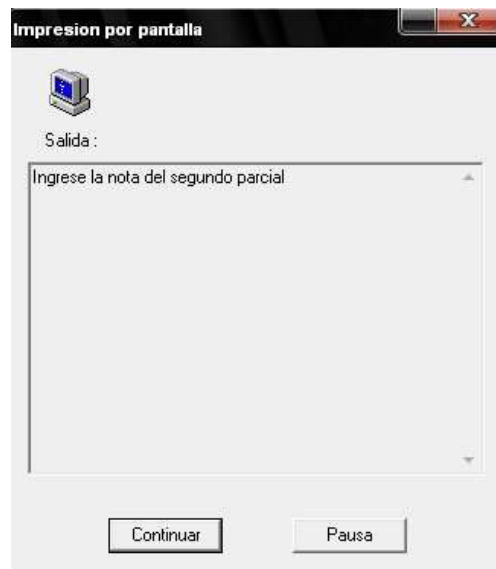 Impresion por pantalla
Salida :
Ingrese la nota del segundo parcial
Continuar
Pausa